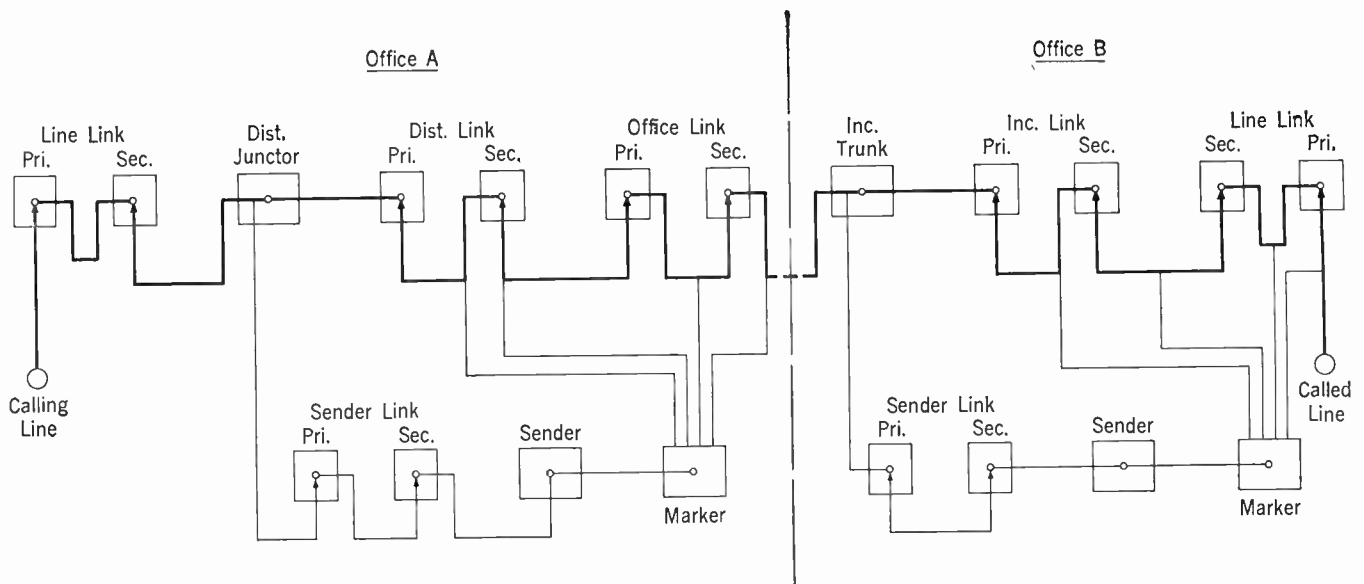 Office A
Office B
Line Link
Pri.
Sec.
Dist.
Junctor
Dist. Link
Pri.
Sec.
Office Link
Pri.
Sec.
Inc.
Trunk
Inc. Link
Pri.
Sec.
Line Link
Sec.
Pri.
Calling
Line
Sender Link
Pri.
Sec.
Sender
Marker
Sender Link
Pri.
Sec.
Sender
Marker
Called
Line